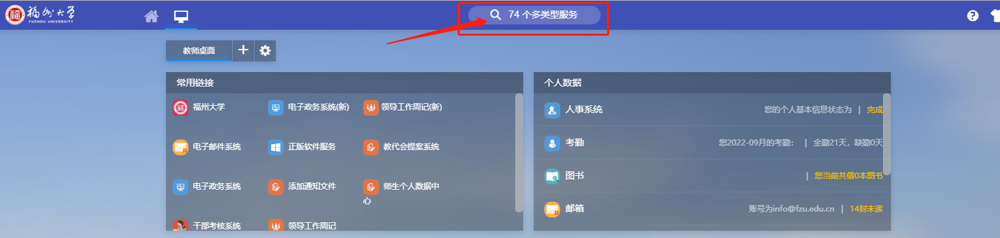 福州大学
FUZHOU UNIVERSITY
74 个多类型服务
教师桌面
常用链接
福州大学
电子政务系统(新)
领导工作周记(新)
电子邮件系统
正版软件服务
教代会提案系统
电子政务系统
添加通知文件
师生个人数据中
心
干部考核系统
领导工作周记
个人数据
人事系统
您的个人基本信息状态为 | 完成
考勤
您2022-09月的考勤: | 全勤21天，缺勤0天
图书
| 您当前共借0本图书
邮箱
账号为info@fzu.edu.cn | 14封未读